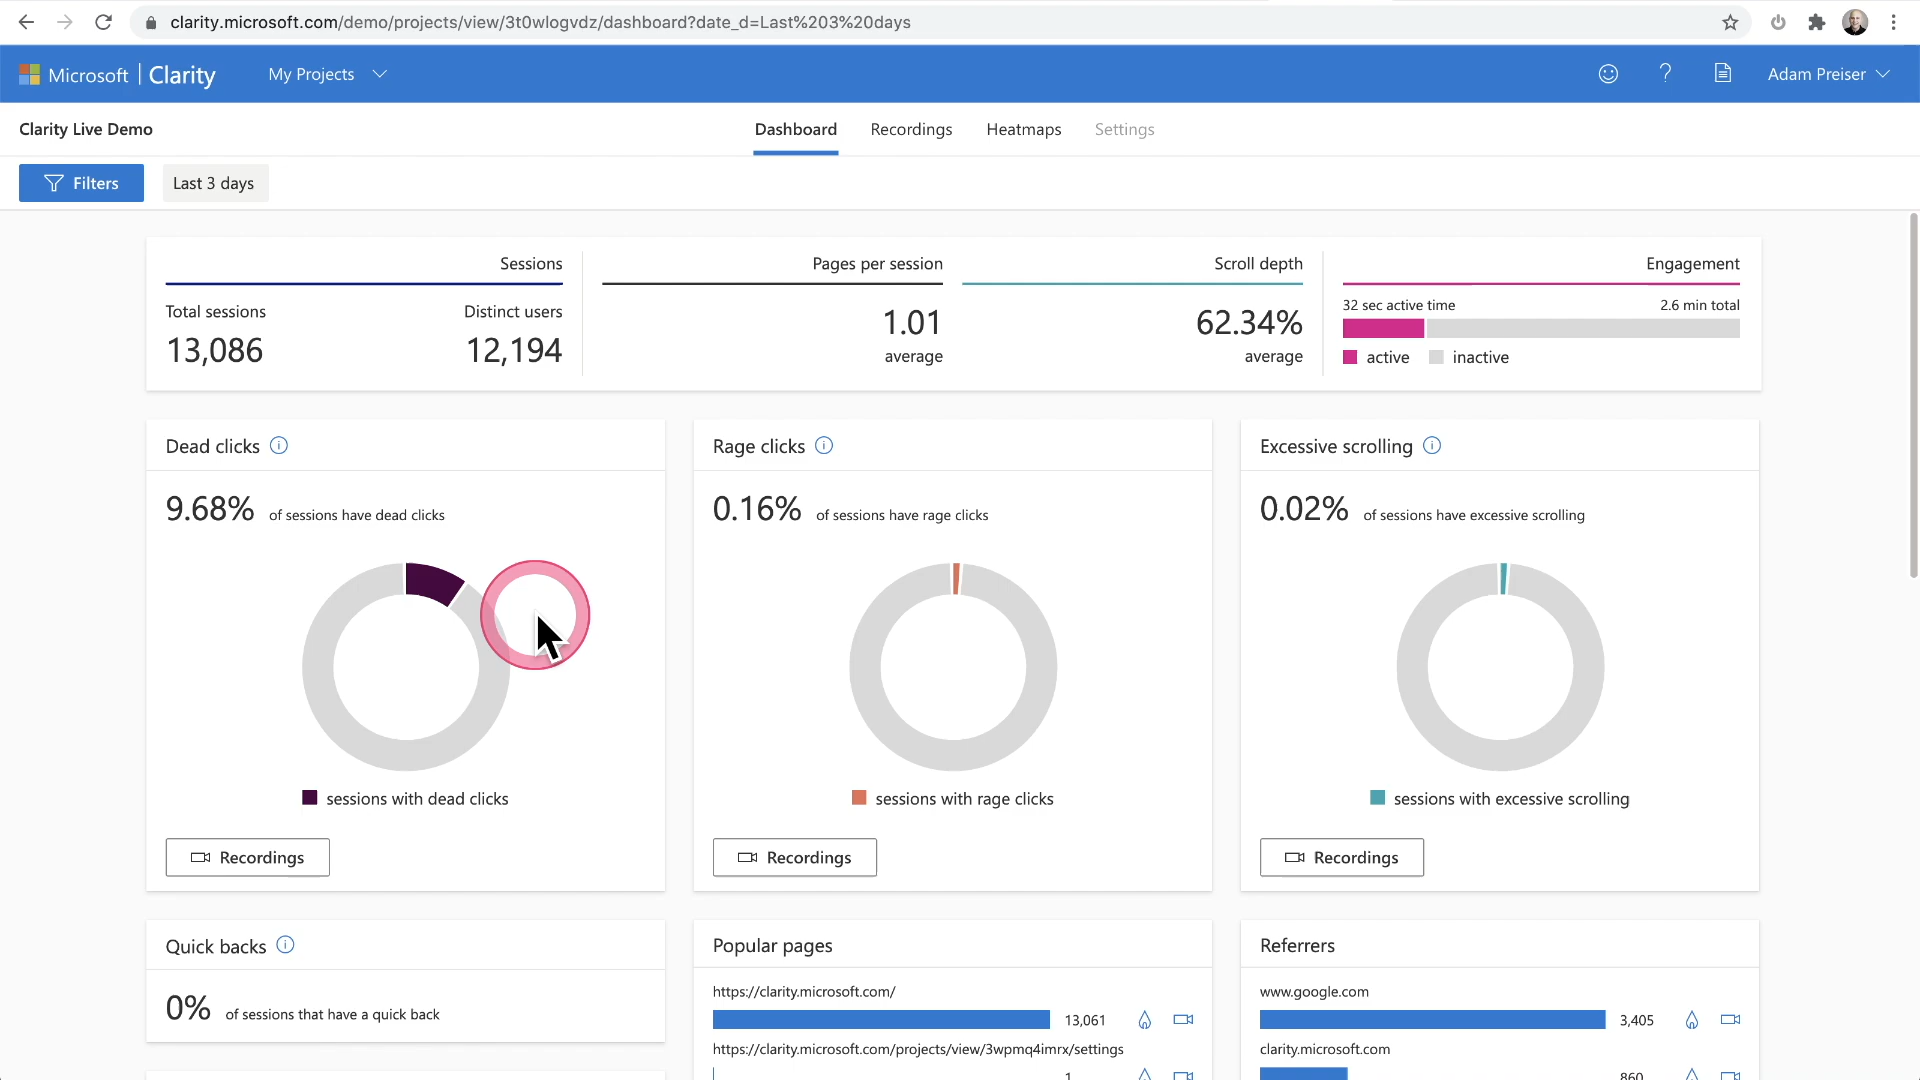 clarity.microsoft.com/demo/projects/view/3t0wlogvdz/dashboard?date_d=Last%203%20days
Microsoft | Clarity
My Projects
?
Adam Preiser
Clarity Live Demo
Dashboard
Recordings
Heatmaps
Settings
Filters
Last 3 days
Sessions
Total sessions
Distinct users
13,086
12,194
Pages per session
1.01
average
Scroll depth
62.34%
average
Engagement
32 sec active time
2.6 min total
active
inactive
Dead clicks
9.68% of sessions have dead clicks
sessions with dead clicks
Recordings
Rage clicks
0.16% of sessions have rage clicks
sessions with rage clicks
Recordings
Excessive scrolling
0.02% of sessions have excessive scrolling
sessions with excessive scrolling
Recordings
Quick backs
0% of sessions that have a quick back
Popular pages
https://clarity.microsoft.com/
13,061
https://clarity.microsoft.com/projects/view/3wpmq4imrx/settings
1
Referrers
www.google.com
3,405
clarity.microsoft.com
860